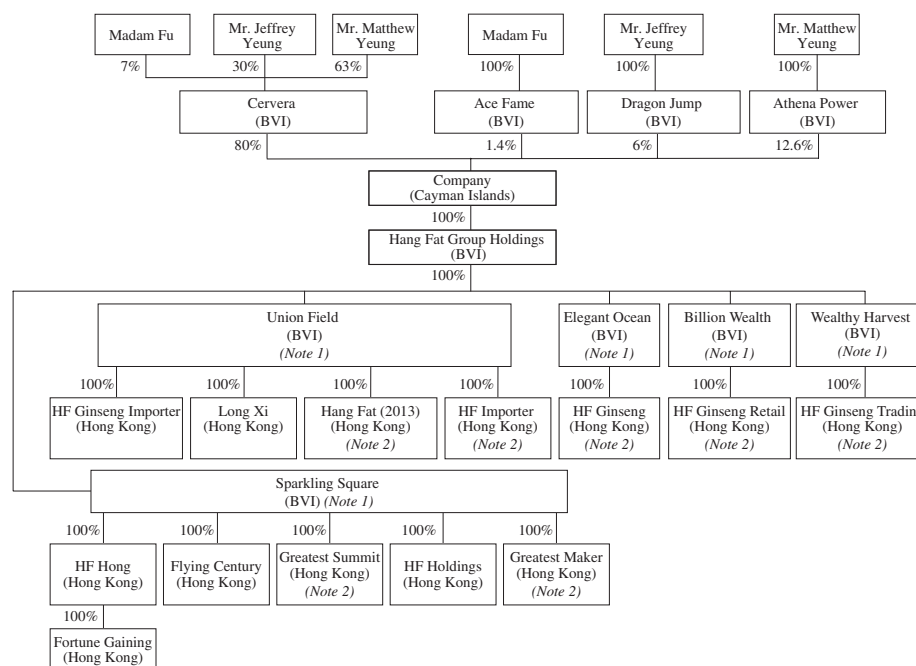 Madam Fu
Mr. Jeffrey
Yeung
Mr. Matthew
Yeung
Madam Fu
Mr. Jeffrey
Yeung
Mr. Matthew
Yeung
7%
30%
63%
100%
100%
100%
Cervera
(BVI)
Ace Fame
(BVI)
Dragon Jump
(BVI)
Athena Power
(BVI)
80%
1.4%
6%
12.6%
Company
(Cayman Islands)
100%
Hang Fat Group Holdings
(BVI)
100%
Union Field
(BVI)
(Note 1)
Elegant Ocean
(BVI)
(Note 1)
Billion Wealth
(BVI)
(Note 1)
Wealthy Harvest
(BVI)
(Note 1)
100%
100%
100%
100%
100%
100%
100%
HF Ginseng Importer
(Hong Kong)
Long Xi
(Hong Kong)
Hang Fat (2013)
(Hong Kong)
(Note 2)
HF Importer
(Hong Kong)
(Note 2)
HF Ginseng
(Hong Kong)
(Note 2)
HF Ginseng Retail
(Hong Kong)
(Note 2)
HF Ginseng Tradin
(Hong Kong)
(Note 2)
Sparkling Square
(BVI) (Note 1)
100%
100%
100%
100%
100%
HF Hong
(Hong Kong)
Flying Century
(Hong Kong)
Greatest Summit
(Hong Kong)
(Note 2)
HF Holdings
(Hong Kong)
Greatest Maker
(Hong Kong)
(Note 2)
100%
Fortune Gaining
(Hong Kong)